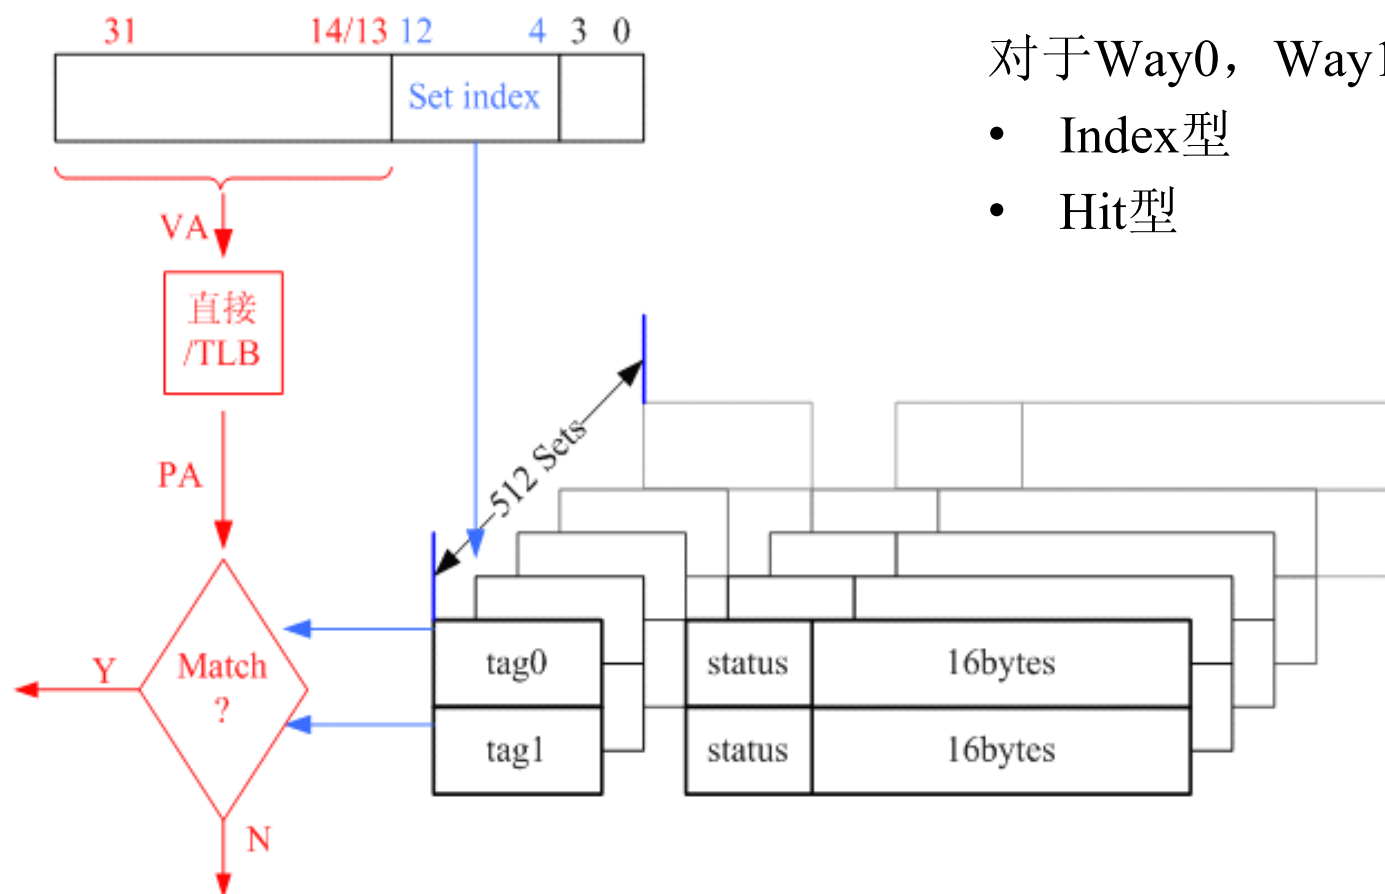 31 14/13 12 4 3 0
Set index
对于Way0，Way1
• Index型
• Hit型
VA
直接
/TLB
PA
512 Sets
Match
?
Y
N
tag0 status 16bytes
tag1 status 16bytes